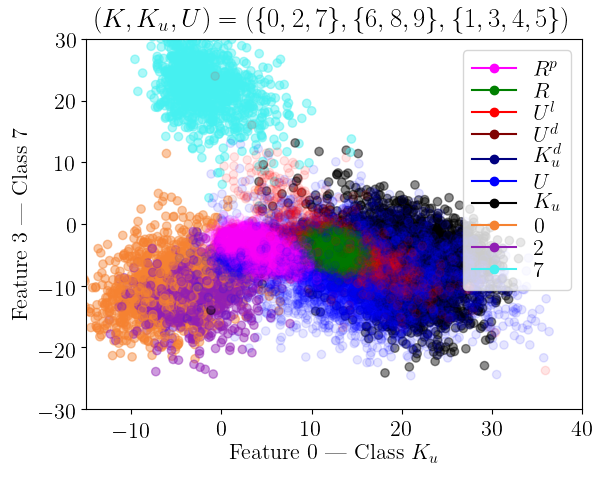 (K, K_u, U) = ({0, 2, 7}, {6, 8, 9}, {1, 3, 4, 5})
30
20
10
0
−10
−20
−30
−10
0
10
20
30
40
Feature 3 — Class 7
Feature 0 — Class K_u
R^p
R
U^l
U^d
K_u^d
U
K_u
0
2
7